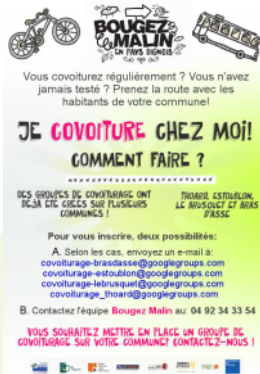 BOUGEZ
Le MALIN
EN PAYS DIGNOIS
Vous covoiturez régulièrement ? Vous n'avez
jamais testé ? Prenez la route avec les
habitants de votre commune!
JE COVOITURE CHEZ MOI!
COMMENT FAIRE ?
DES GROUPES DE COVOITURAGE ONT
DEJA ETE CREES SUR PLUSIEURS
COMMUNES !
THOARD, ESTOUBLON,
LE BRUSQUET ET BRAS
D'ASSE
Pour vous inscrire, deux possibilités:
A. Selon les cas, envoyez un e-mail à:
covoiturage-brasdasse@googlegroups.com
covoiturage-estoublon@googlegroups.com
covoiturage-lebrusquet@googlegroups.com
covoiturage_thoard@googlegroups.com
B. Contactez l'équipe Bougez Malin au: 04 92 34 33 54
VOUS SOUHAITEZ METTRE EN PLACE UN GROUPE DE
COVOITURAGE SUR VOTRE COMMUNE? CONTACTEZ-NOUS !